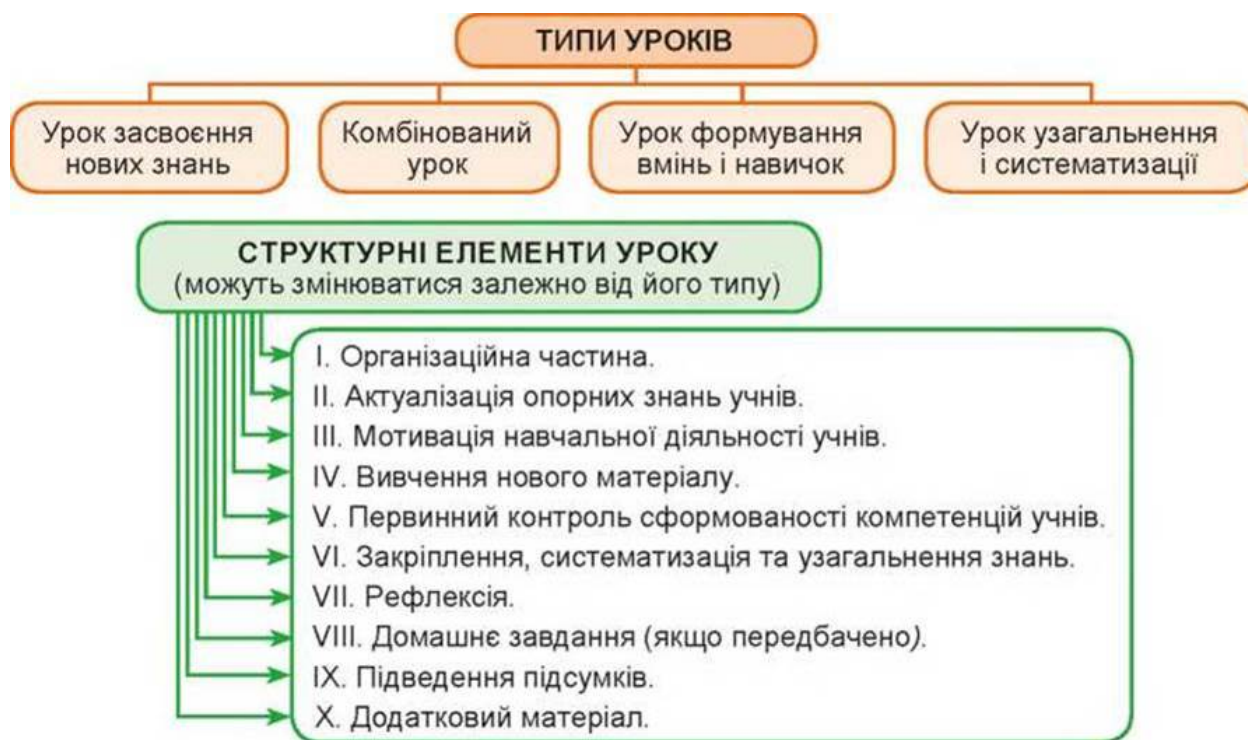 ТИПИ УРОКІВ
Урок засвоєння
нових знань
Комбінований
урок
Урок формування
вмінь і навичок
Урок узагальнення
і систематизації
СТРУКТУРНІ ЕЛЕМЕНТИ УРОКУ
(можуть змінюватися залежно від його типу)
I. Організаційна частина.
II. Актуалізація опорних знань учнів.
III. Мотивація навчальної діяльності учнів.
IV. Вивчення нового матеріалу.
V. Первинний контроль сформованості компетенцій учнів.
VI. Закріплення, систематизація та узагальнення знань.
VII. Рефлексія.
VIII. Домашнє завдання (якщо передбачено).
IX. Підведення підсумків.
X. Додатковий матеріал.